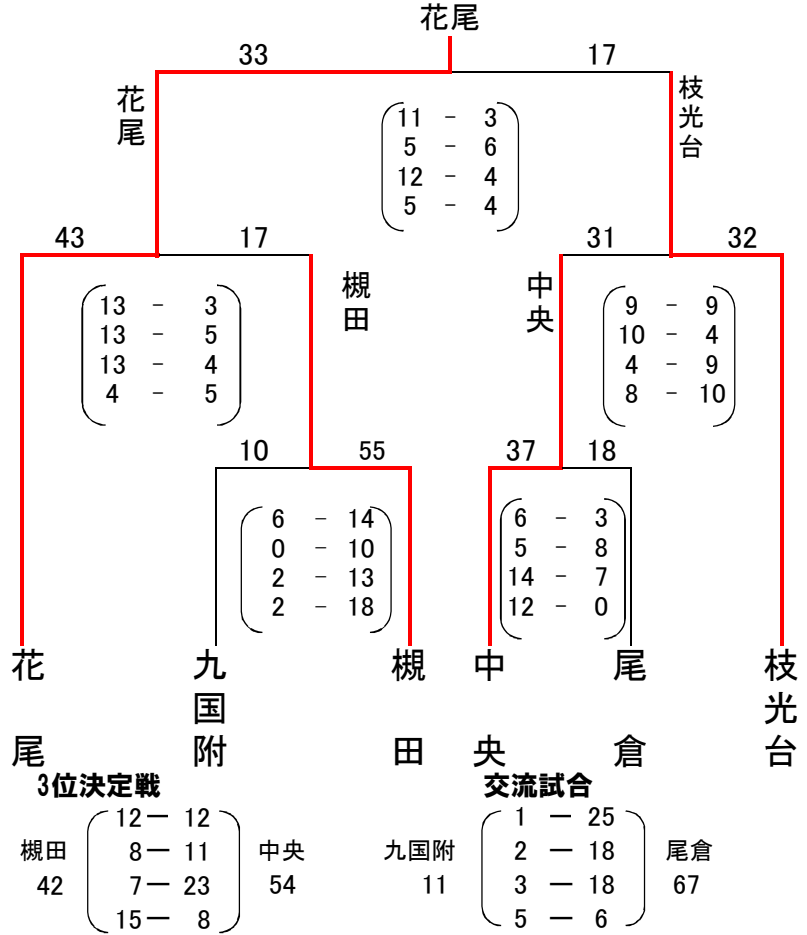 花尾
33 17
花尾
枝光台
11 - 3
5 - 6
12 - 4
5 - 4
43 17 31 32
槻田
中央
13 - 3
13 - 5
13 - 4
4 - 5
9 - 9
10 - 4
4 - 9
8 - 10
10 55 37 18
6 - 14
0 - 10
2 - 13
2 - 18
6 - 3
5 - 8
14 - 7
12 - 0
花尾
九国附
槻田
中央
尾倉
枝光台
3位決定戦
槻田
42
12ー 12
8ー 11
7ー 23
15ー 8
中央
54
交流試合
九国附
11
1 ー 25
2 ー 18
3 ー 18
5 ー 6
尾倉
67